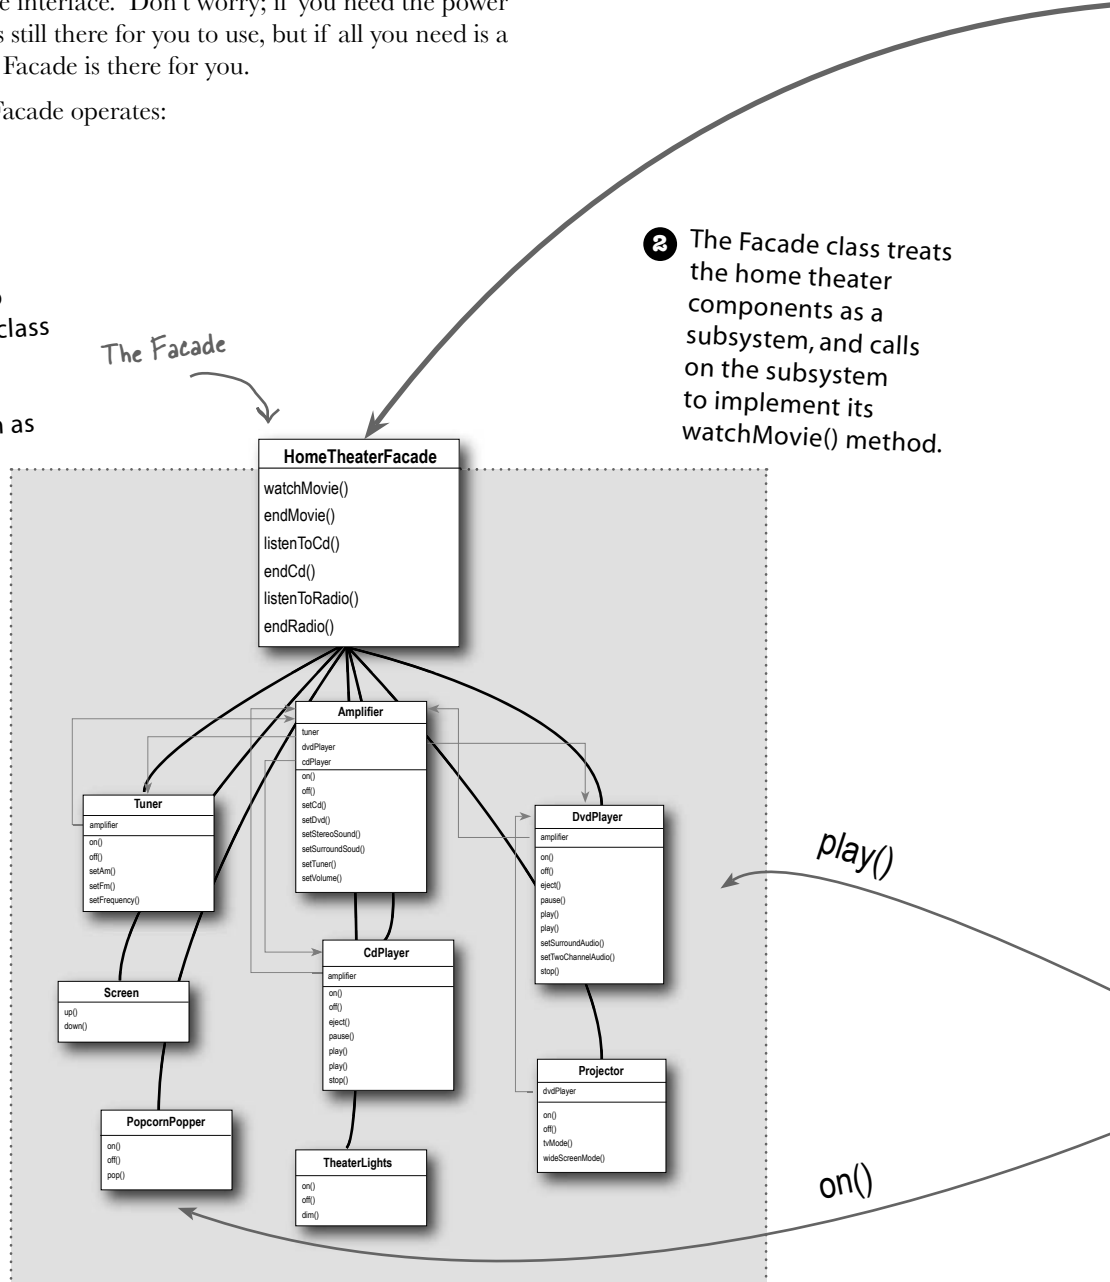 e interface. Don't worry; if you need the power
s still there for you to use, but if all you need is a
Facade is there for you.
Facade operates:
class
n as
The Facade
2 The Facade class treats
the home theater
components as a
subsystem, and calls
on the subsystem
to implement its
watchMovie() method.
HomeTheaterFacade
watchMovie()
endMovie()
listenToCd()
endCd()
listenToRadio()
endRadio()
Amplifier
tuner
dvdPlayer
cdPlayer
on()
off()
setCd()
setDvd()
setStereoSound()
setSurroundSoud()
setTuner()
setVolume()
Tuner
amplifier
on()
off()
setAm()
setFm()
setFrequency()
DvdPlayer
amplifier
on()
off()
eject()
pause()
play()
play()
setSurroundAudio()
setTwoChannelAudio()
stop()
play()
CdPlayer
amplifier
on()
off()
eject()
pause()
play()
play()
stop()
Screen
up()
down()
Projector
dvdPlayer
on()
off()
tvMode()
wideScreenMode()
PopcornPopper
on()
off()
pop()
TheaterLights
on()
off()
dim()
on()